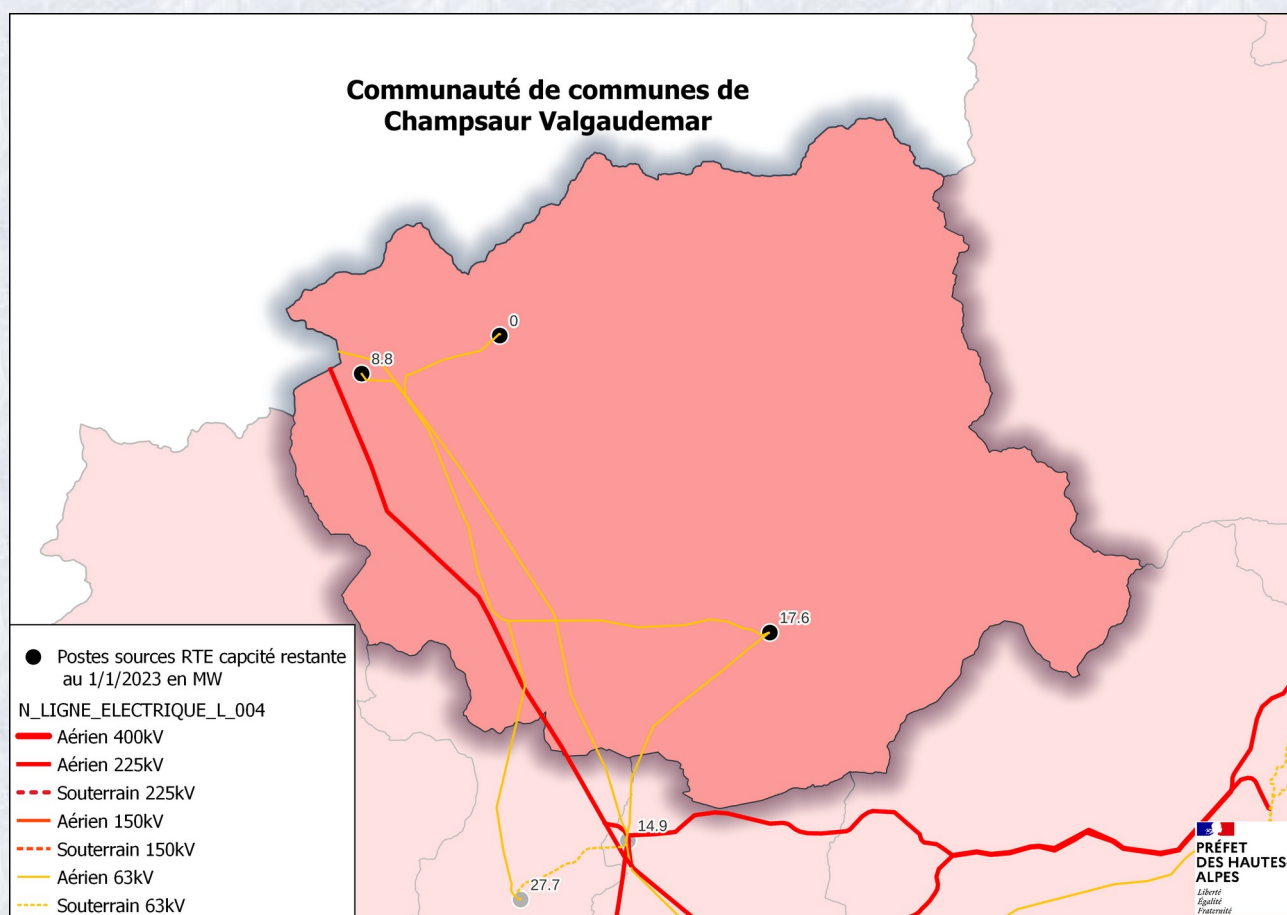 Communauté de communes de
Champsaur Valgaudemar
0
8.8
17.6
14.9
27.7
Postes sources RTE capcité restante
au 1/1/2023 en MW
N_LIGNE_ELECTRIQUE_L_004
Aérien 400kV
Aérien 225kV
Souterrain 225kV
Aérien 150kV
Souterrain 150kV
Aérien 63kV
Souterrain 63kV
PRÉFET
DES HAUTES-
ALPES
Liberté
Égalité
Fraternité